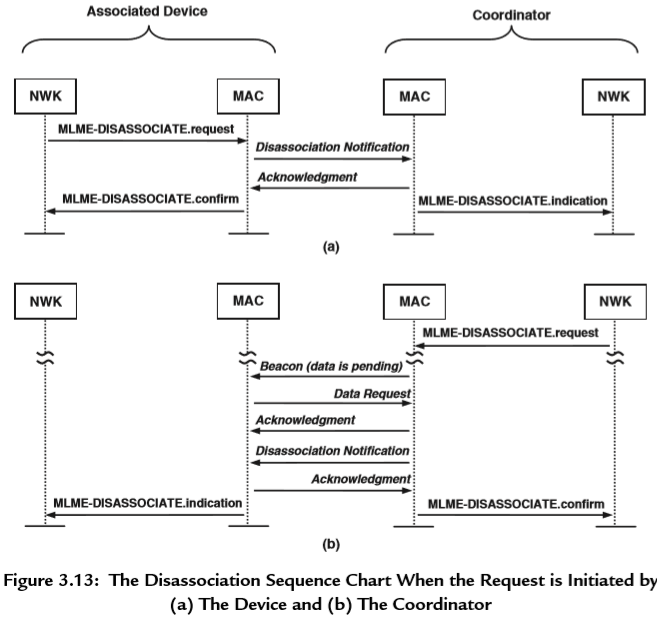 Associated Device
Coordinator
NWK
MAC
MAC
NWK
MLME-DISASSOCIATE.request
Disassociation Notification
Acknowledgment
MLME-DISASSOCIATE.confirm
MLME-DISASSOCIATE.indication
(a)
NWK
MAC
MAC
NWK
MLME-DISASSOCIATE.request
Beacon (data is pending)
Data Request
Acknowledgment
Disassociation Notification
Acknowledgment
MLME-DISASSOCIATE.indication
MLME-DISASSOCIATE.confirm
(b)
Figure 3.13: The Disassociation Sequence Chart When the Request is Initiated by
(a) The Device and (b) The Coordinator